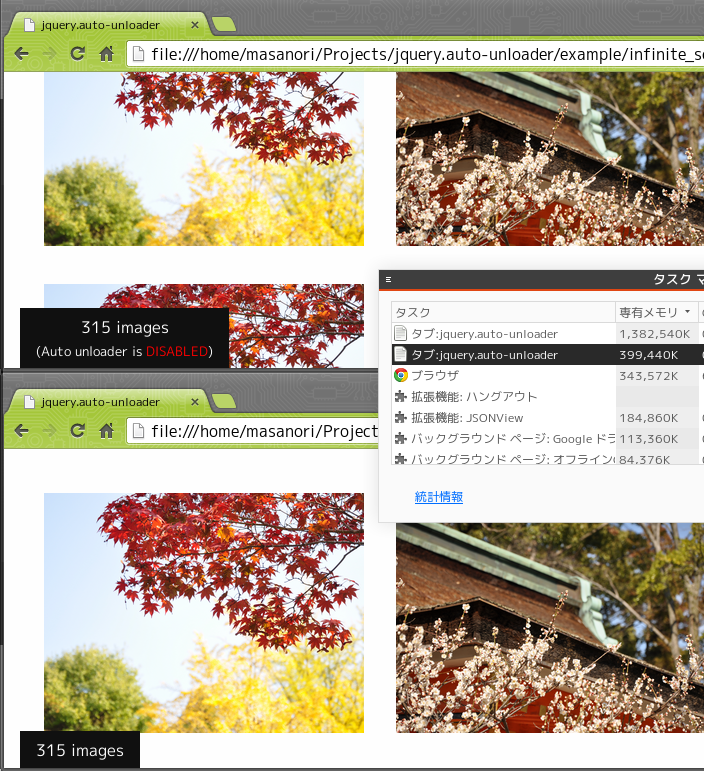 jquery.auto-unloader
file:///home/masanori/Projects/jquery.auto-unloader/example/infinite_s
315 images
(Auto unloader is DISABLED)
タスク マ
タスク 専有メモリ
タブ:jquery.auto-unloader 1,382,540K
タブ:jquery.auto-unloader 399,440K
ブラウザ 343,572K
拡張機能: ハングアウト
拡張機能: JSONView 184,860K
バックグラウンド ページ: Google ドラ 113,360K
バックグラウンド ページ: オフライン 84,376K
統計情報
jquery.auto-unloader
file:///home/masanori/Project
315 images